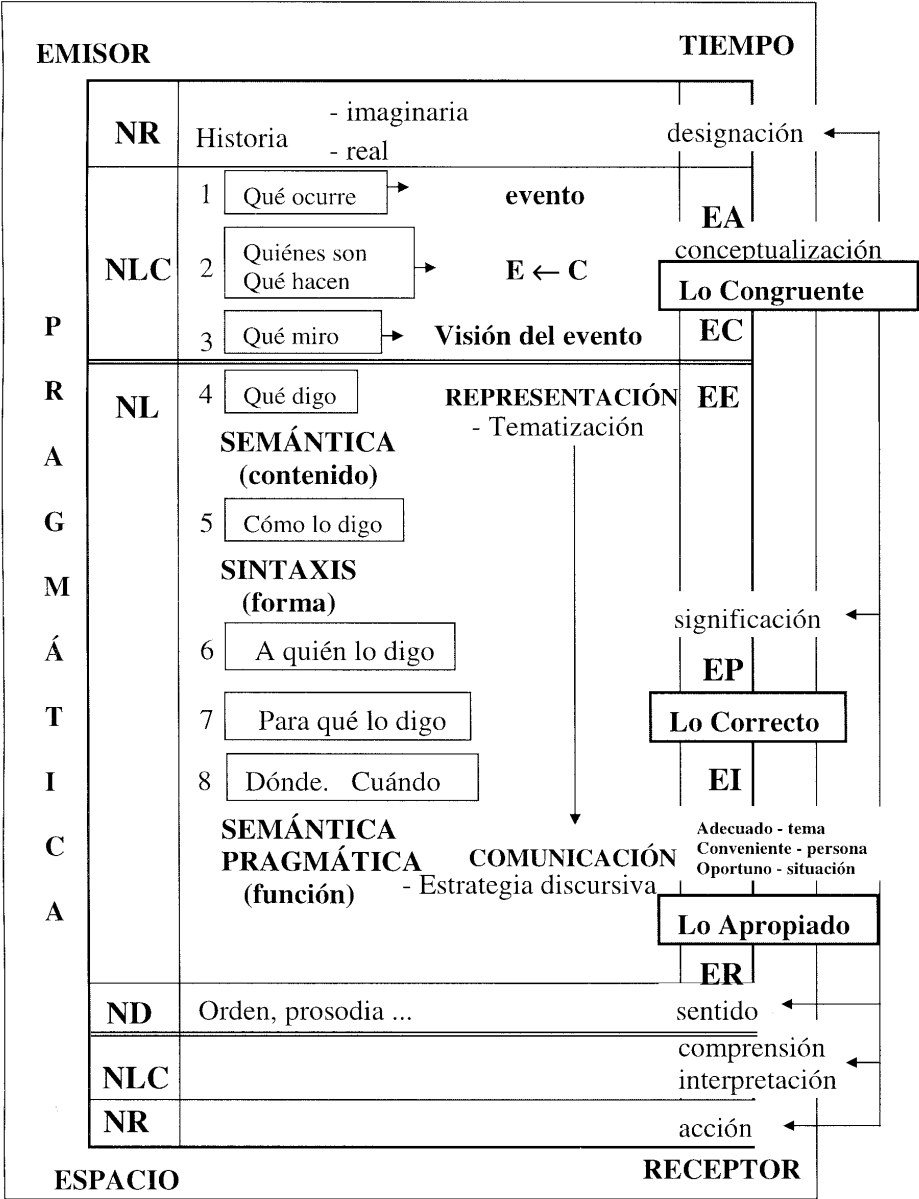 EMISOR
TIEMPO
NR
Historia
- imaginaria
- real
designación
NLC
1 Qué ocurre
evento
EA
conceptualización
2 Quiénes son
Qué hacen
E ← C
Lo Congruente
3 Qué miro
Visión del evento
EC
P
R
A
G
M
Á
T
I
C
A
NL
4 Qué digo
REPRESENTACIÓN
- Tematización
EE
SEMÁNTICA
(contenido)
5 Cómo lo digo
SINTAXIS
(forma)
significación
6 A quién lo digo
EP
7 Para qué lo digo
Lo Correcto
8 Dónde. Cuándo
EI
SEMÁNTICA
PRAGMÁTICA
(función)
COMUNICACIÓN
- Estrategia discursiva
Adecuado - tema
Conveniente - persona
Oportuno - situación
Lo Apropiado
ER
ND
Orden, prosodia ...
sentido
NLC
comprensión
interpretación
NR
acción
ESPACIO
RECEPTOR